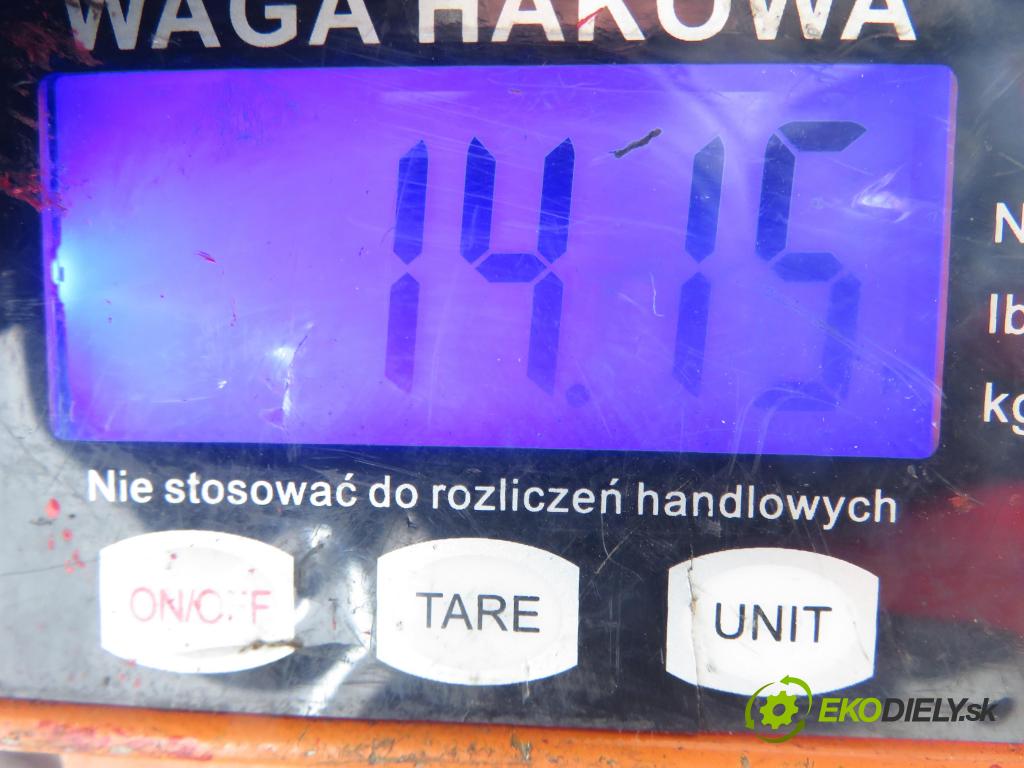 WAGA HAKOWA
14.15
N
lb
kg
Nie stosować do rozliczeń handlowych
ON/OFF TARE UNIT
EKODIELY.sk